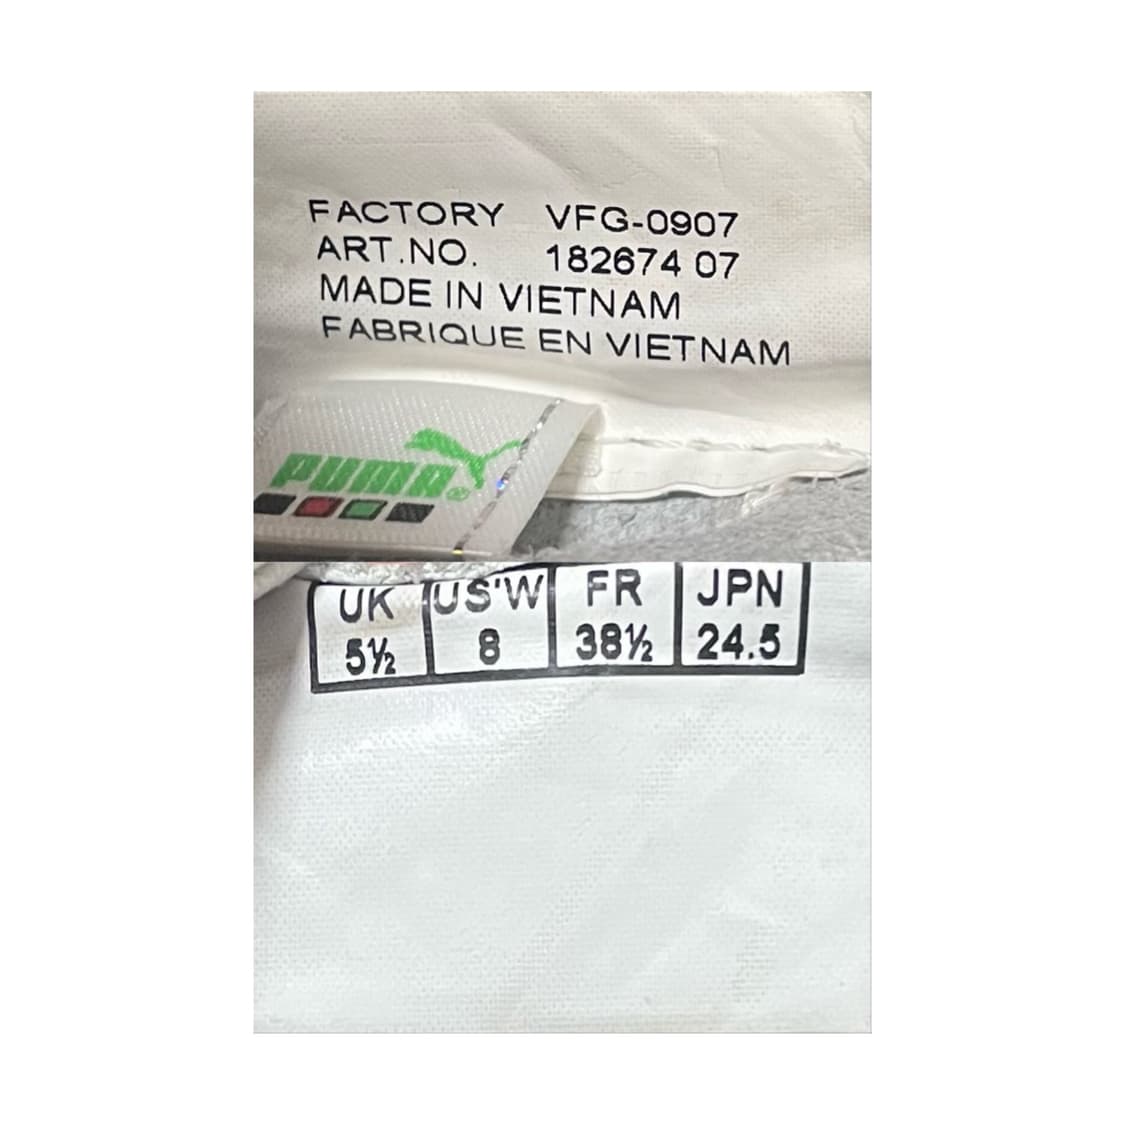 FACTORY VFG-0907
ART.NO. 182674 07
MADE IN VIETNAM
FABRIQUE EN VIETNAM
PUMA®
UK US'W FR JPN
5½ 8 38½ 24.5